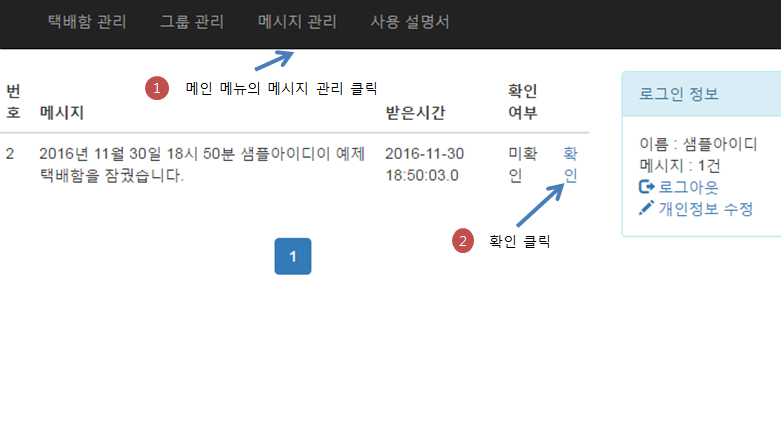 택배함 관리 그룹 관리 메시지 관리 사용 설명서
1 메인 메뉴의 메시지 관리 클릭
번호 메시지 받은시간 확인여부
2 2016년 11월 30일 18시 50분 샘플아이디이 예제 2016-11-30 미확 확
택배함을 잠궜습니다. 18:50:03.0 인 인
2 확인 클릭
1
로그인 정보
이름 : 샘플아이디
메시지 : 1건
로그아웃
개인정보 수정